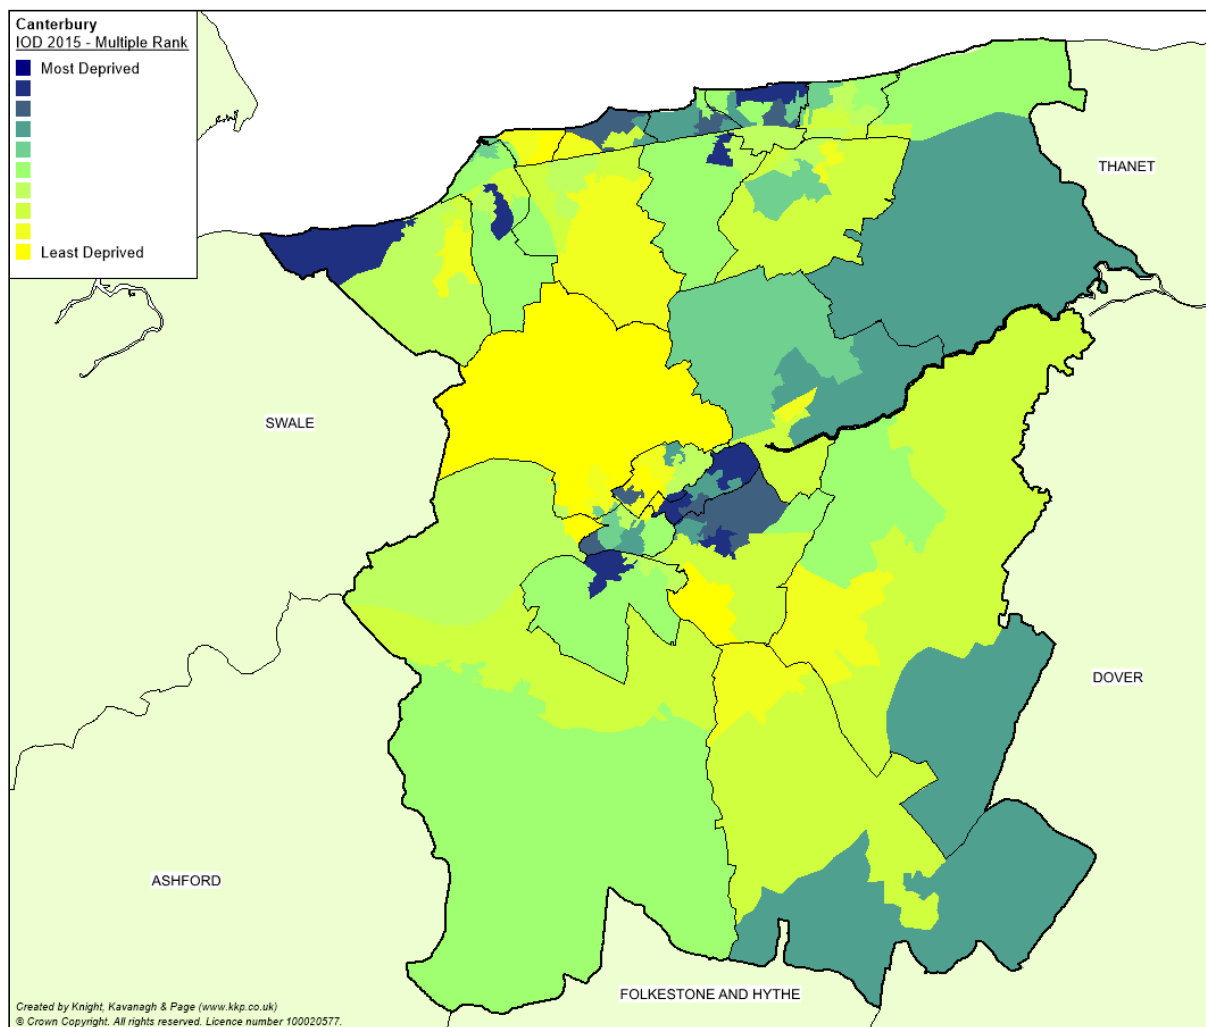 Canterbury
IOD 2015 - Multiple Rank
Most Deprived
Least Deprived
THANET
SWALE
DOVER
ASHFORD
FOLKESTONE AND HYTHE
Created by Knight, Kavanagh & Page (www.kkp.co.uk)
© Crown Copyright. All rights reserved. Licence number 100020577.